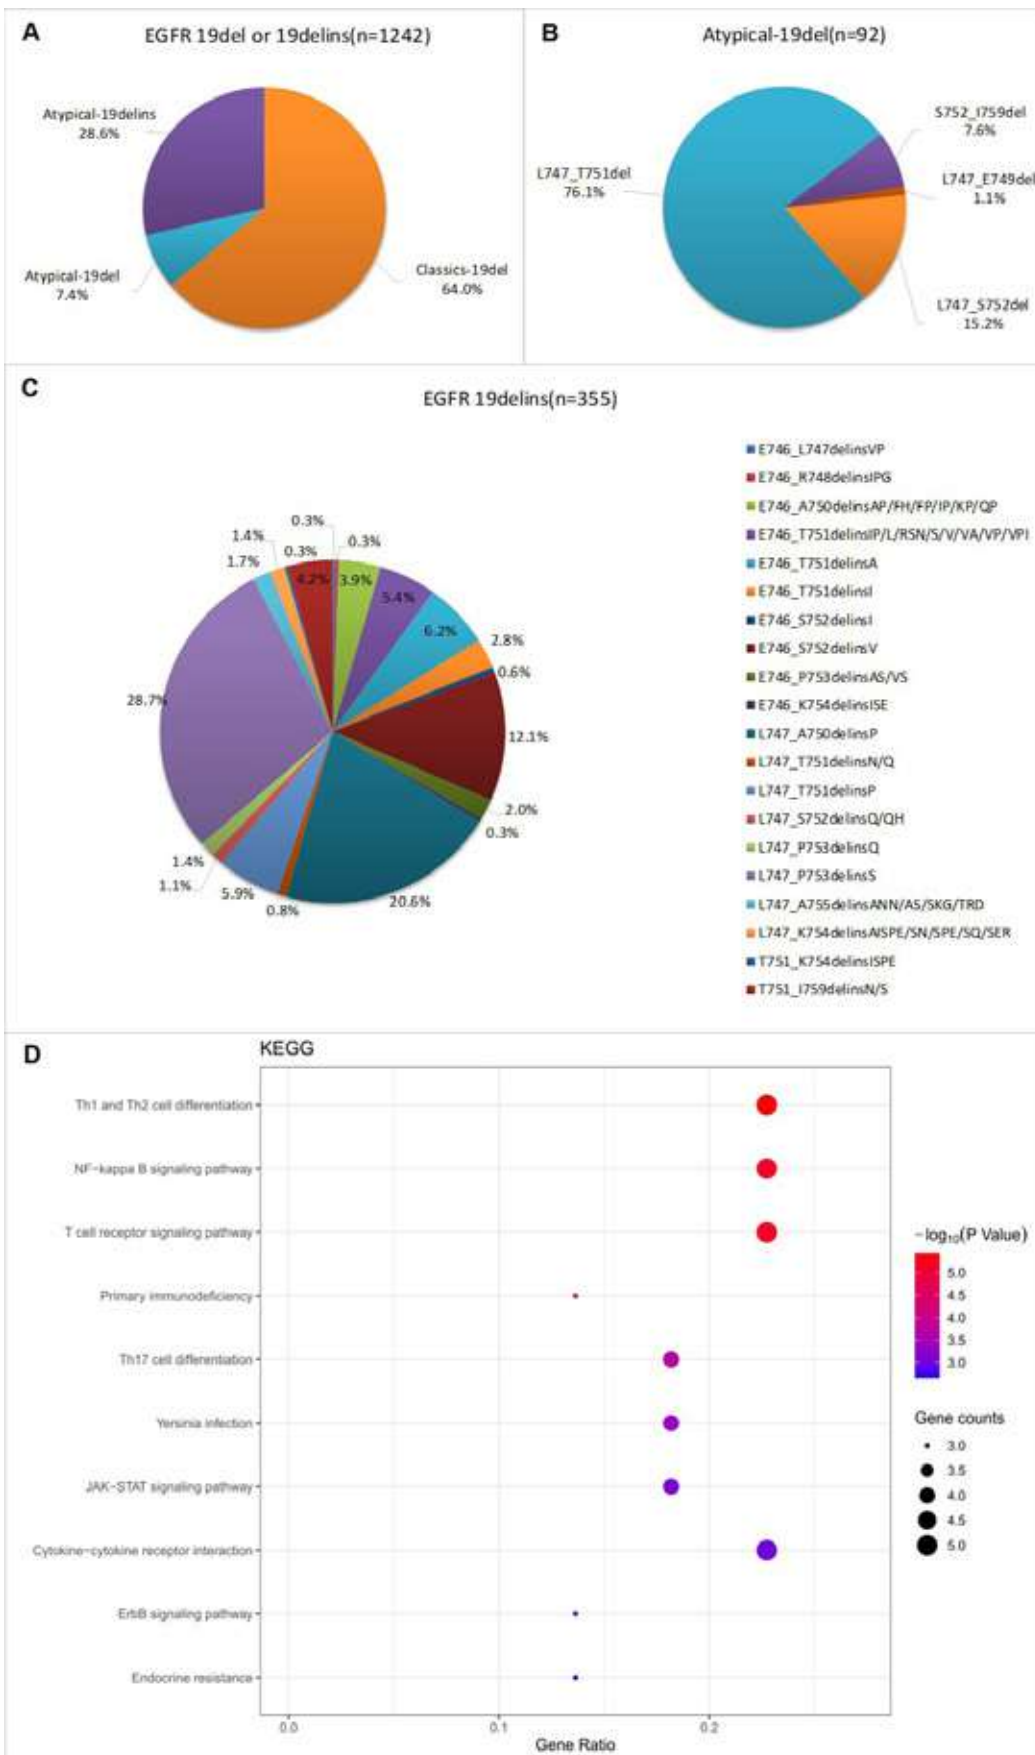 A
EGFR 19del or 19delins(n=1242)
Atypical-19delins
28.6%
Atypical-19del
7.4%
Classics-19del
64.0%
B
Atypical-19del(n=92)
L747_T751del
76.1%
S752_I759del
7.6%
L747_E749del
1.1%
L747_S752del
15.2%
C
EGFR 19delins(n=355)
0.3%
0.3%
3.9%
5.4%
6.2%
2.8%
0.6%
12.1%
2.0%
0.3%
20.6%
0.8%
5.9%
1.1%
1.4%
28.7%
1.7%
1.4%
0.3%
4.2%
E746_L747delinsVP
E746_R748delinsIPG
E746_A750delinsAP/FH/FP/IP/KP/QP
E746_T751delinsIP/L/RSN/S/V/VA/VP/VPI
E746_T751delinsA
E746_T751delinsI
E746_S752delinsI
E746_S752delinsV
E746_P753delinsAS/VS
E746_K754delinsISE
L747_A750delinsP
L747_T751delinsN/Q
L747_T751delinsP
L747_S752delinsQ/QH
L747_P753delinsQ
L747_P753delinsS
L747_A755delinsANN/AS/SKG/TRD
L747_K754delinsAISPE/SN/SPE/SQ/SER
T751_K754delinsISPE
T751_I759delinsN/S
D
KEGG
Th1 and Th2 cell differentiation
NF-kappa B signaling pathway
T cell receptor signaling pathway
Primary immunodeficiency
Th17 cell differentiation
Yersinia infection
JAK-STAT signaling pathway
Cytokine-cytokine receptor interaction
ErbB signaling pathway
Endocrine resistance
0.0 0.1 0.2
Gene Ratio
-log₁₀(P Value)
5.0
4.5
4.0
3.5
3.0
Gene counts
3.0
3.5
4.0
4.5
5.0